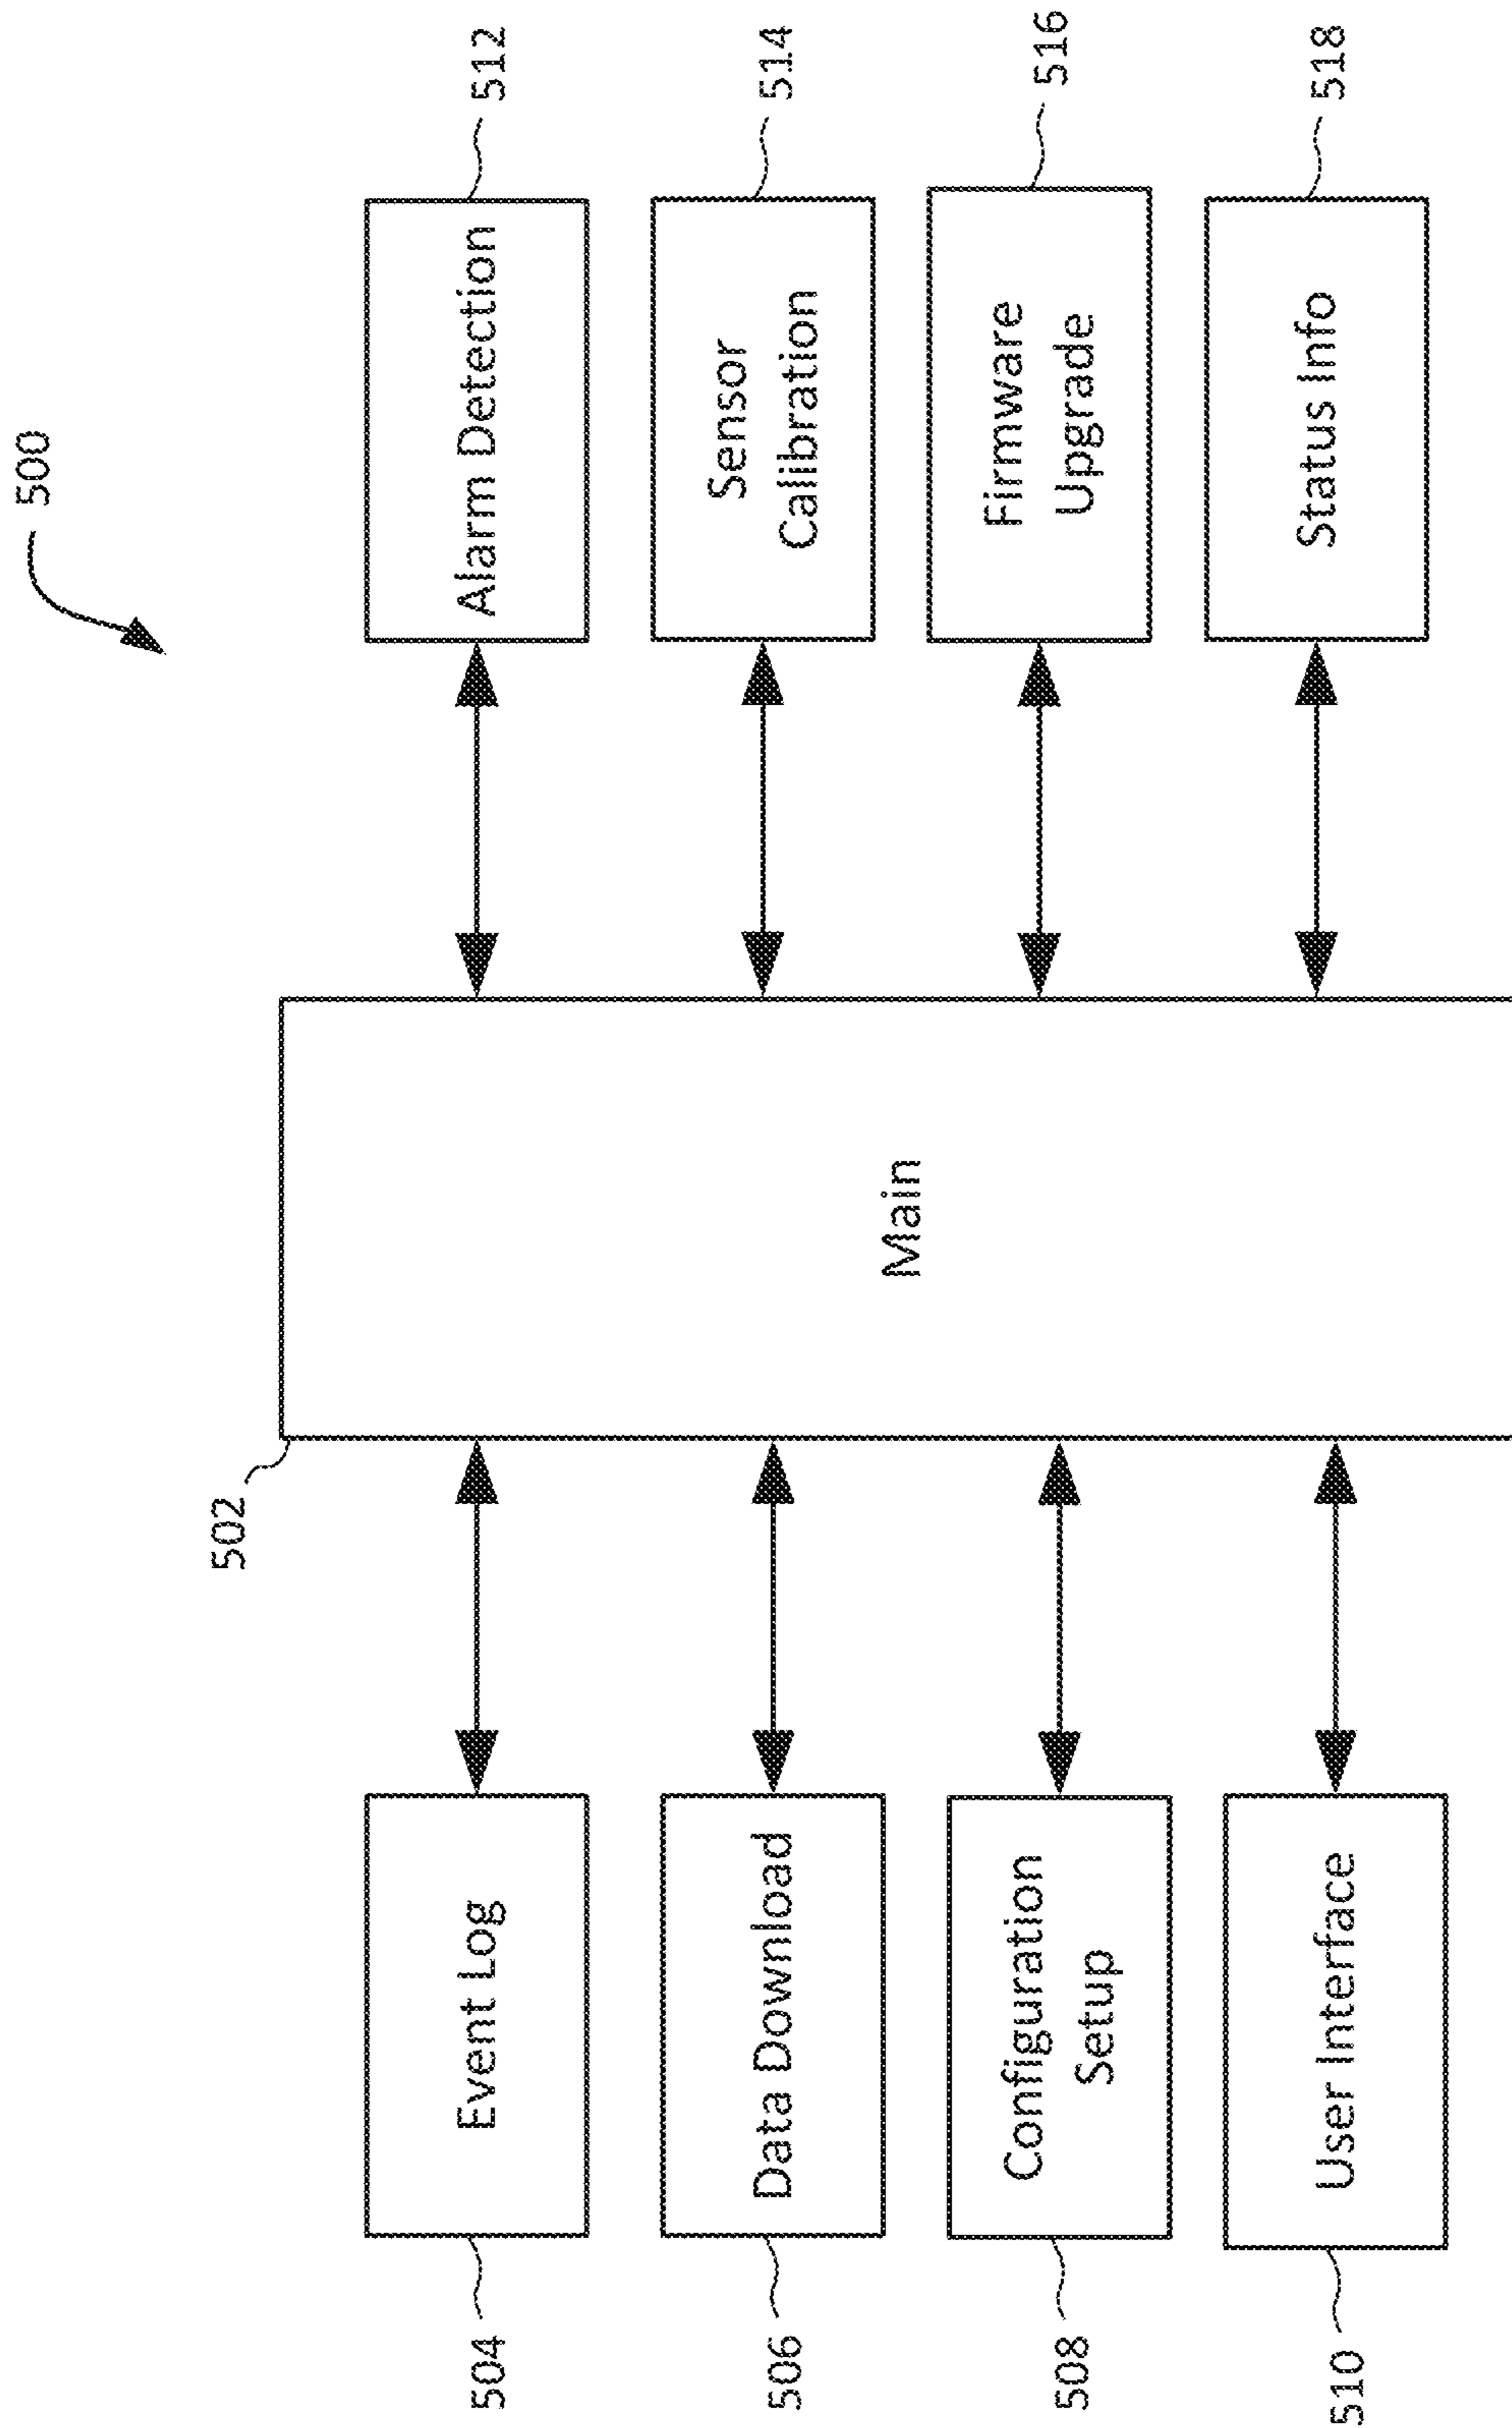 500
502
504
Event Log
506
Data Download
508
Configuration
Setup
510
User Interface
Main
Alarm Detection
512
Sensor
Calibration
514
Firmware
Upgrade
516
Status Info
518